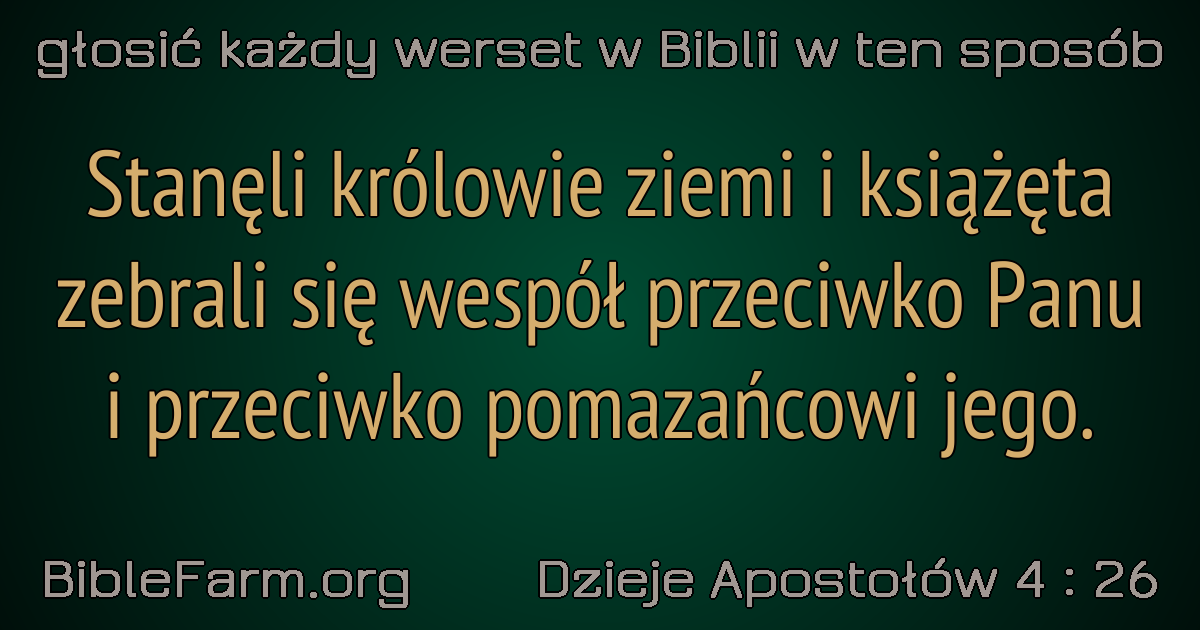 głosić każdy werset w Biblii w ten sposób
Stanęli królowie ziemi i książęta
zebrali się wespół przeciwko Panu
i przeciwko pomazańcowi jego.
BibleFarm.org
Dzieje Apostołów 4 : 26